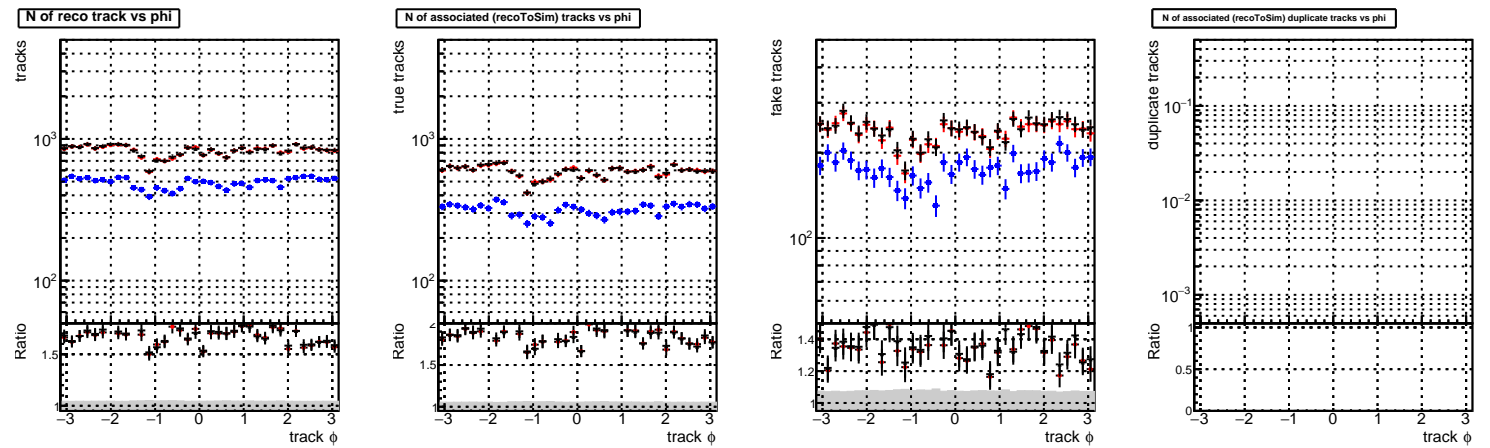 N of reco track vs phi
tracks
10³
10²
Ratio
1.5
1
−3 −2 −1 0 1 2 3
track ϕ
N of associated (recoToSim) tracks vs phi
true tracks
10³
10²
Ratio
2
1.5
1
−3 −2 −1 0 1 2 3
track ϕ
fake tracks
10²
Ratio
1.4
1.2
1
−3 −2 −1 0 1 2 3
track ϕ
N of associated (recoToSim) duplicate tracks vs phi
duplicate tracks
10⁻¹
10⁻²
10⁻³
Ratio
1
0.5
0
−3 −2 −1 0 1 2 3
track ϕ